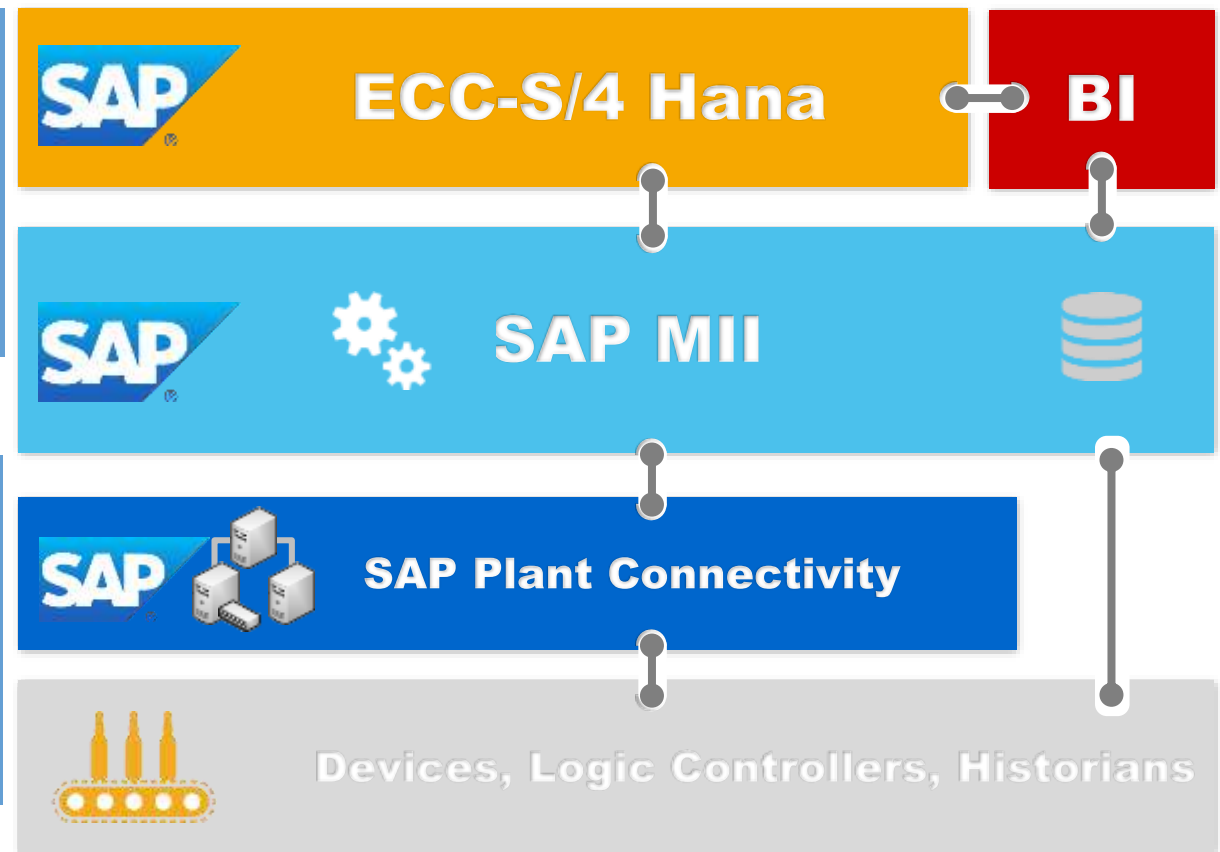 SAP ®
ECC-S/4 Hana
BI
SAP ®
SAP MII
SAP
SAP Plant Connectivity
Devices, Logic Controllers, Historians